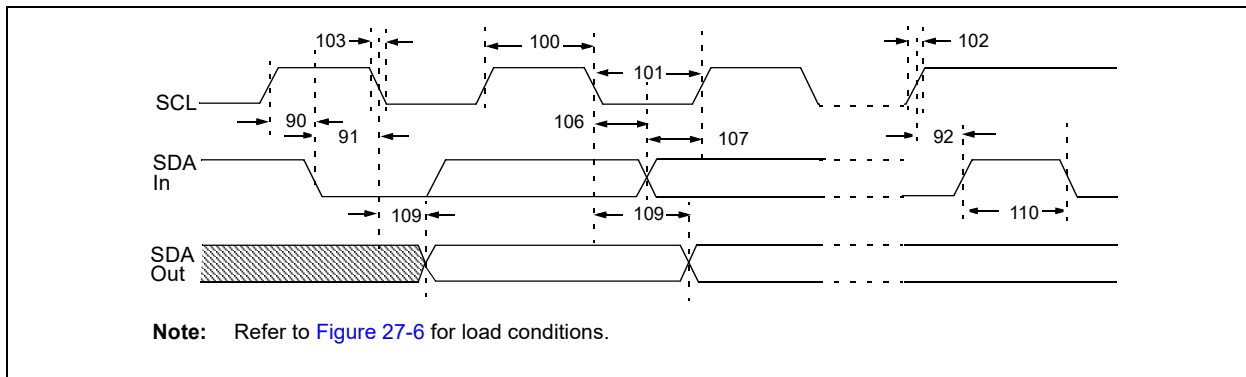 103
100
102
101
SCL
90
91
106
107
92
SDA
In
109
109
110
SDA
Out
Note: Refer to Figure 27-6 for load conditions.